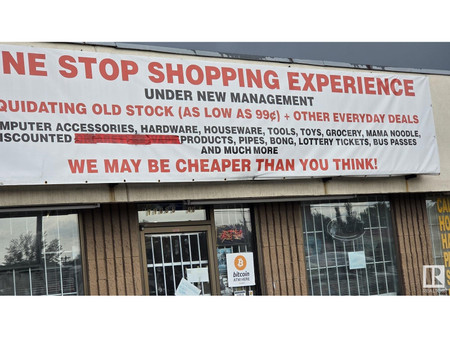 NE STOP SHOPPING EXPERIENCE
UNDER NEW MANAGEMENT
QUIDATING OLD STOCK (AS LOW AS 99¢) + OTHER EVERYDAY DEALS
MPUTER ACCESSORIES, HARDWARE, HOUSEWARE, TOOLS, TOYS, GROCERY, MAMA NOODLE,
ISCOUNTED PRODUCTS, PIPES, BONG, LOTTERY TICKETS, BUS PASSES
AND MUCH MORE
WE MAY BE CHEAPER THAN YOU THINK!
bitcoin
ATM HERE
R